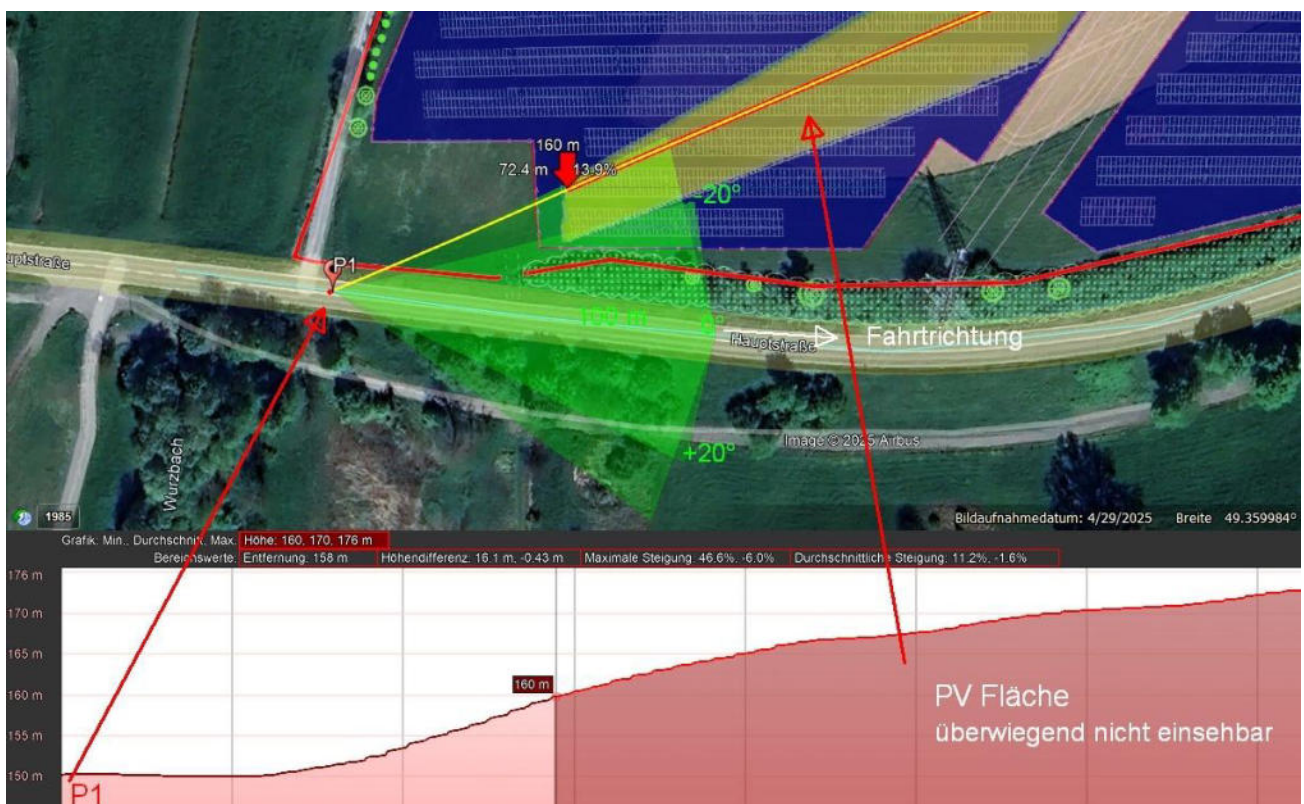 160 m
72.4 m 13.9%
-20°
uptstraße
P1
100 m
0°
Hauptstraße
Fahrtrichtung
Image © 2025 Airbus
+20°
Wurzbach
1985
Bildaufnahmedatum: 4/29/2025 Breite 49.359984°
Grafik: Min., Durchschnitt, Max. Höhe: 160, 170, 176 m
Bereichswerte: Entfernung: 158 m Höhendifferenz: 16.1 m, -0.43 m Maximale Steigung: 46.6%, -6.0% Durchschnittliche Steigung: 11.2%, -1.6%
176 m
170 m
165 m
160 m
160 m
PV Fläche
überwiegend nicht einsehbar
155 m
150 m
P1